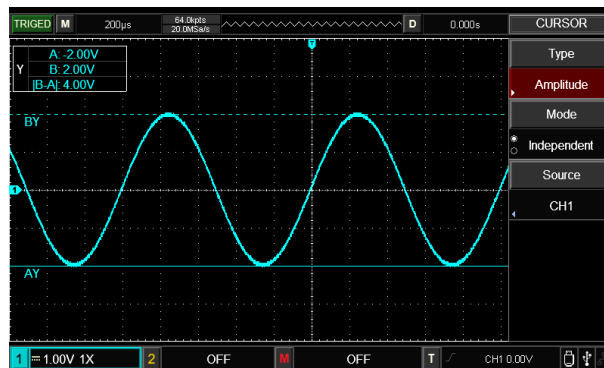 TRIGED M 200μs 64.0kpts D 0.000s CURSOR
20.0MSa/s
Type
Amplitude
Mode
Independent
Source
CH1
A: -2.00V
Y B: 2.00V
|B-A|: 4.00V
BY
1
AY
1 1.00V 1X 2 OFF M OFF T CH1 0.00V